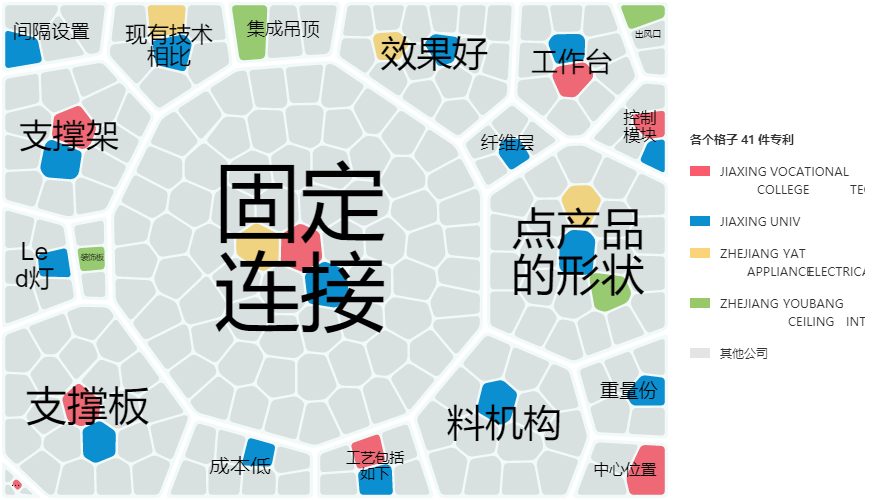 间隔设置
现有技术
相比
集成吊顶
效果好
工作台
出风口
支撑架
纤维层
控制
模块
固定
连接
点产品
的形状
Le
d灯
装饰板
支撑板
料机构
重量份
成本低
工艺包括
如下
中心位置
...
各个格子 41 件专利
JIAXING VOCATIONAL
COLLEGE TE
JIAXING UNIV
ZHEJIANG YAT
APPLIANCE ELECTRICA
ZHEJIANG YOUBANG
CEILING INT
其他公司